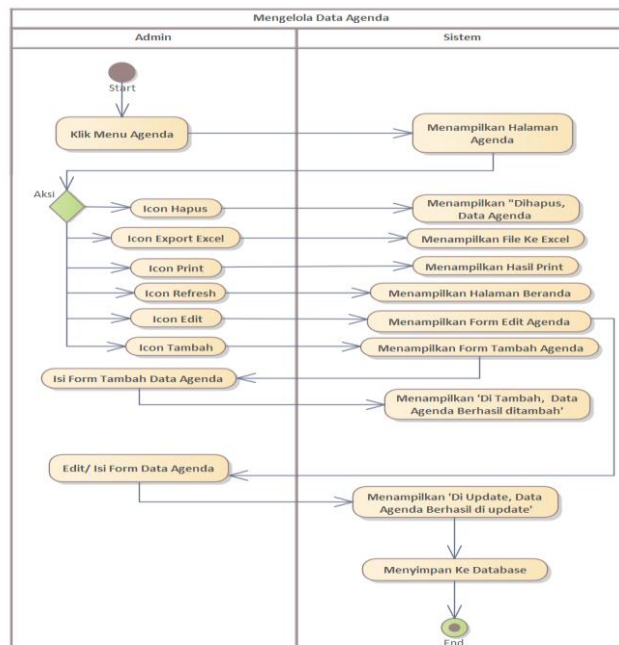 Mengelola Data Agenda
Admin
Sistem
Start
Klik Menu Agenda
Menampilkan Halaman
Agenda
Aksi
Icon Hapus
Menampilkan "Dihapus,
Data Agenda
Icon Export Excel
Menampilkan File Ke Excel
Icon Print
Menampilkan Hasil Print
Icon Refresh
Menampilkan Halaman Beranda
Icon Edit
Menampilkan Form Edit Agenda
Icon Tambah
Menampilkan Form Tambah Agenda
Isi Form Tambah Data Agenda
Menampilkan 'Di Tambah, Data
Agenda Berhasil ditambah'
Edit/ Isi Form Data Agenda
Menampilkan 'Di Update, Data
Agenda Berhasil di update'
Menyimpan Ke Database
End